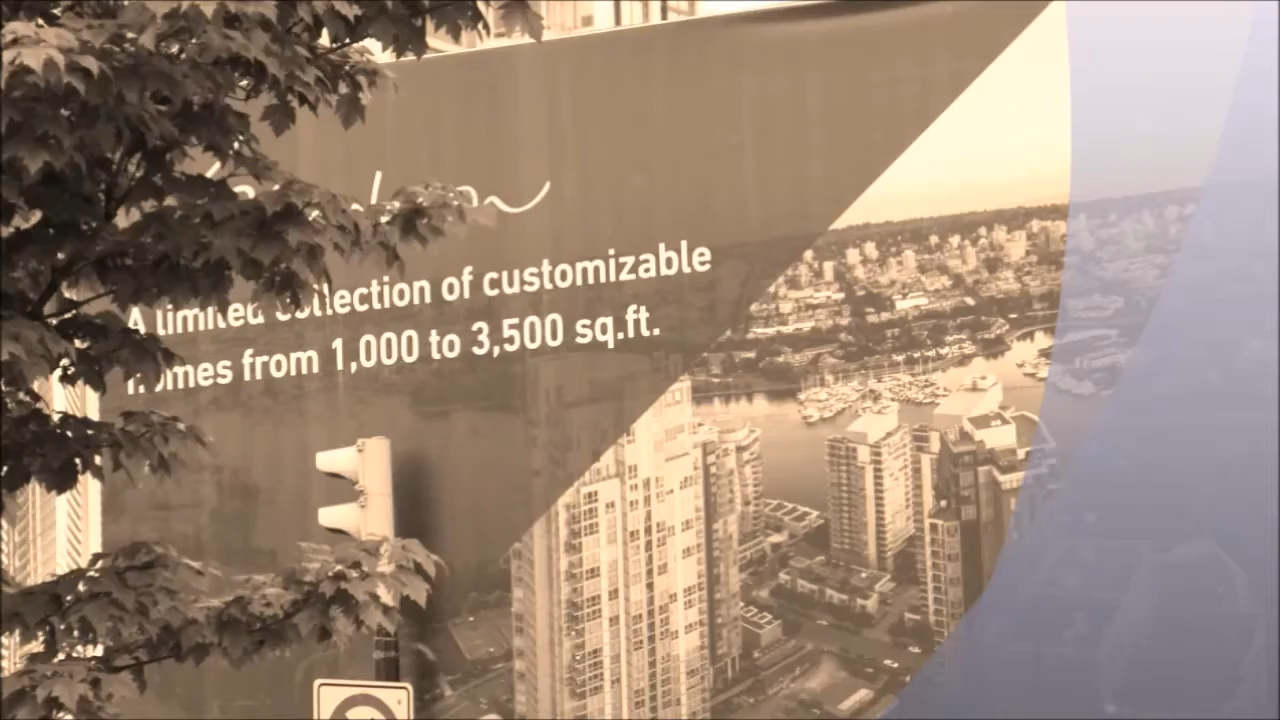 A limited collection of customizable
homes from 1,000 to 3,500 sq.ft.